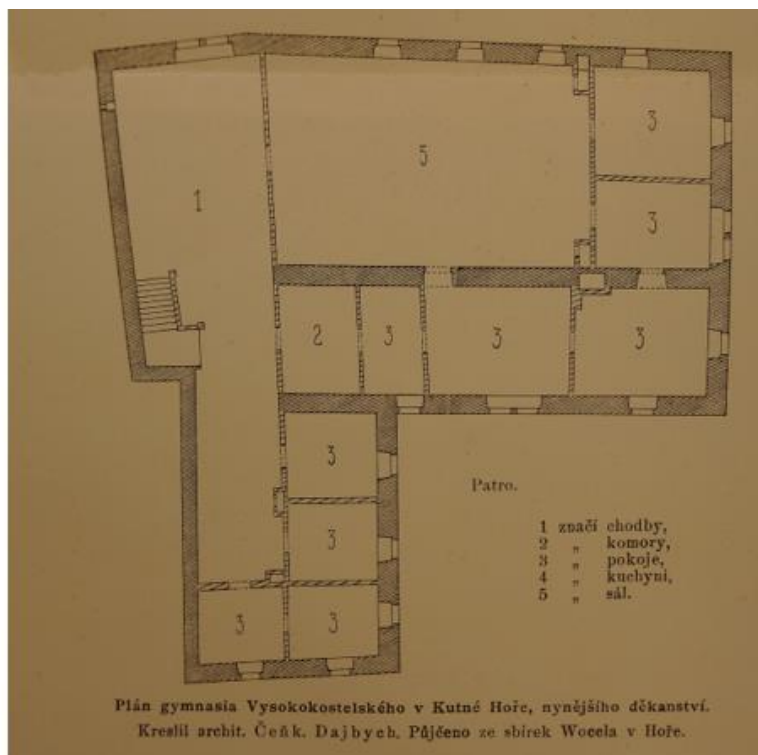 3
5
3
1
2
3
3
3
3
3
3
3
Patro.
1 značí chodby,
2 „ komory,
3 „ pokoje,
4 „ kuchyni,
5 „ sál.
Plán gymnasia Vysokokostelského v Kutné Hoře, nynějšího děkanství.
Kreslil archit. Čeňk. Dajbych. Půjčeno ze sbírek Wocela v Hoře.